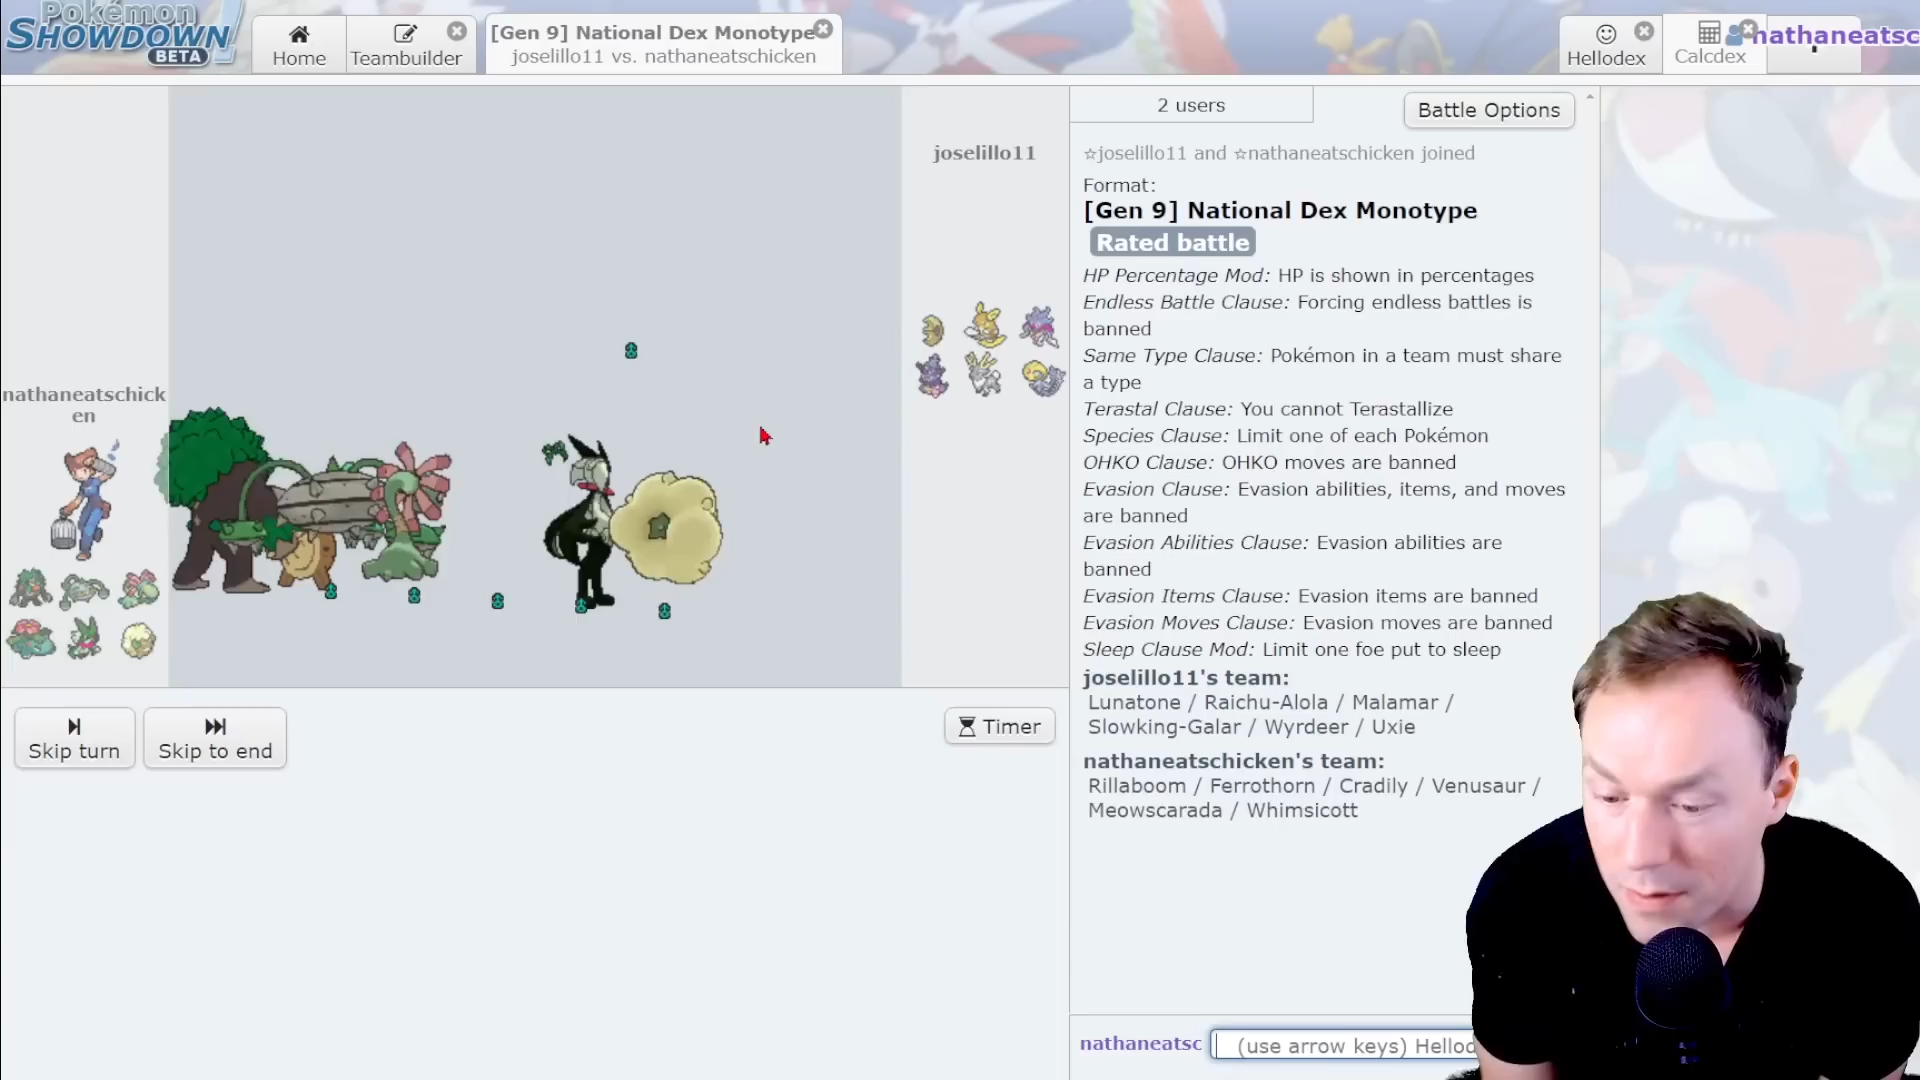 Pokémon
SHOWDOWN
BETA
Home
Teambuilder
[Gen 9] National Dex Monotype
joselillo11 vs. nathaneatschicken
Hellodex
Calcdex
nathaneatsc
joselillo11
nathaneatschick
en
Skip turn
Skip to end
Timer
2 users
Battle Options
☆joselillo11 and ☆nathaneatschicken joined
Format:
[Gen 9] National Dex Monotype
Rated battle
HP Percentage Mod: HP is shown in percentages
Endless Battle Clause: Forcing endless battles is
banned
Same Type Clause: Pokémon in a team must share
a type
Terastal Clause: You cannot Terastallize
Species Clause: Limit one of each Pokémon
OHKO Clause: OHKO moves are banned
Evasion Clause: Evasion abilities, items, and moves
are banned
Evasion Abilities Clause: Evasion abilities are
banned
Evasion Items Clause: Evasion items are banned
Evasion Moves Clause: Evasion moves are banned
Sleep Clause Mod: Limit one foe put to sleep
joselillo11's team:
Lunatone / Raichu-Alola / Malamar /
Slowking-Galar / Wyrdeer / Uxie
nathaneatschicken's team:
Rillaboom / Ferrothorn / Cradily / Venusaur /
Meowscarada / Whimsicott
nathaneatsc
(use arrow keys) Hellod